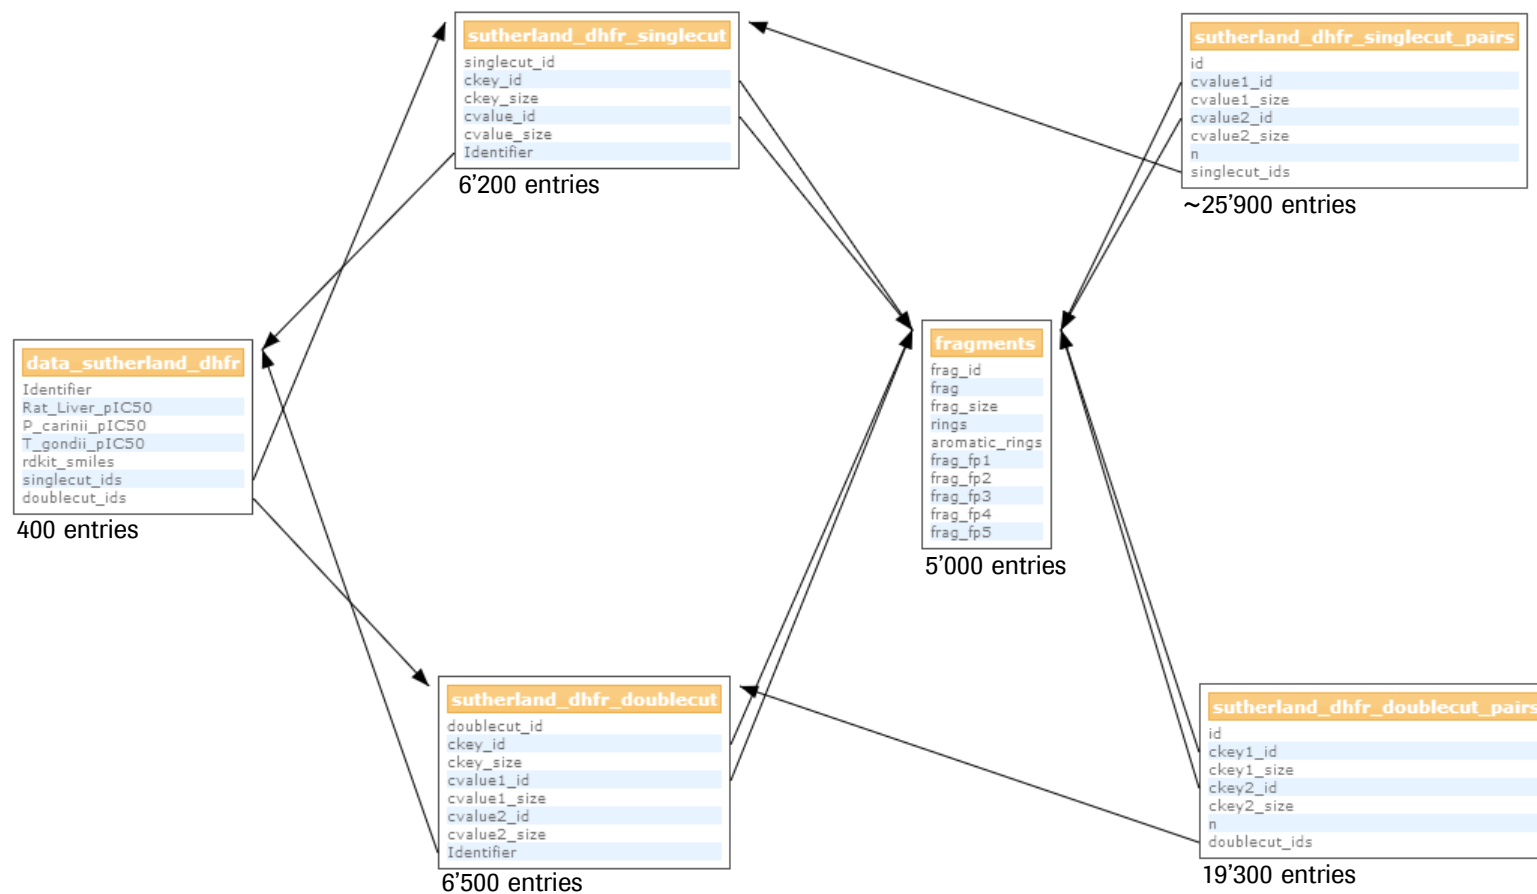 sutherland_dhfr_singlecut
singlecut_id
ckey_id
ckey_size
cvalue_id
cvalue_size
Identifier
6’200 entries
sutherland_dhfr_singlecut_pairs
id
cvalue1_id
cvalue1_size
cvalue2_id
cvalue2_size
n
singlecut_ids
~25’900 entries
data_sutherland_dhfr
Identifier
Rat_Liver_pIC50
P_carinii_pIC50
T_gondii_pIC50
rdkit_smiles
singlecut_ids
doublecut_ids
400 entries
fragments
frag_id
frag
frag_size
rings
aromatic_rings
frag_fp1
frag_fp2
frag_fp3
frag_fp4
frag_fp5
5’000 entries
sutherland_dhfr_doublecut
doublecut_id
ckey_id
ckey_size
cvalue1_id
cvalue1_size
cvalue2_id
cvalue2_size
Identifier
6’500 entries
sutherland_dhfr_doublecut_pairs
id
ckey1_id
ckey1_size
ckey2_id
ckey2_size
n
doublecut_ids
19’300 entries